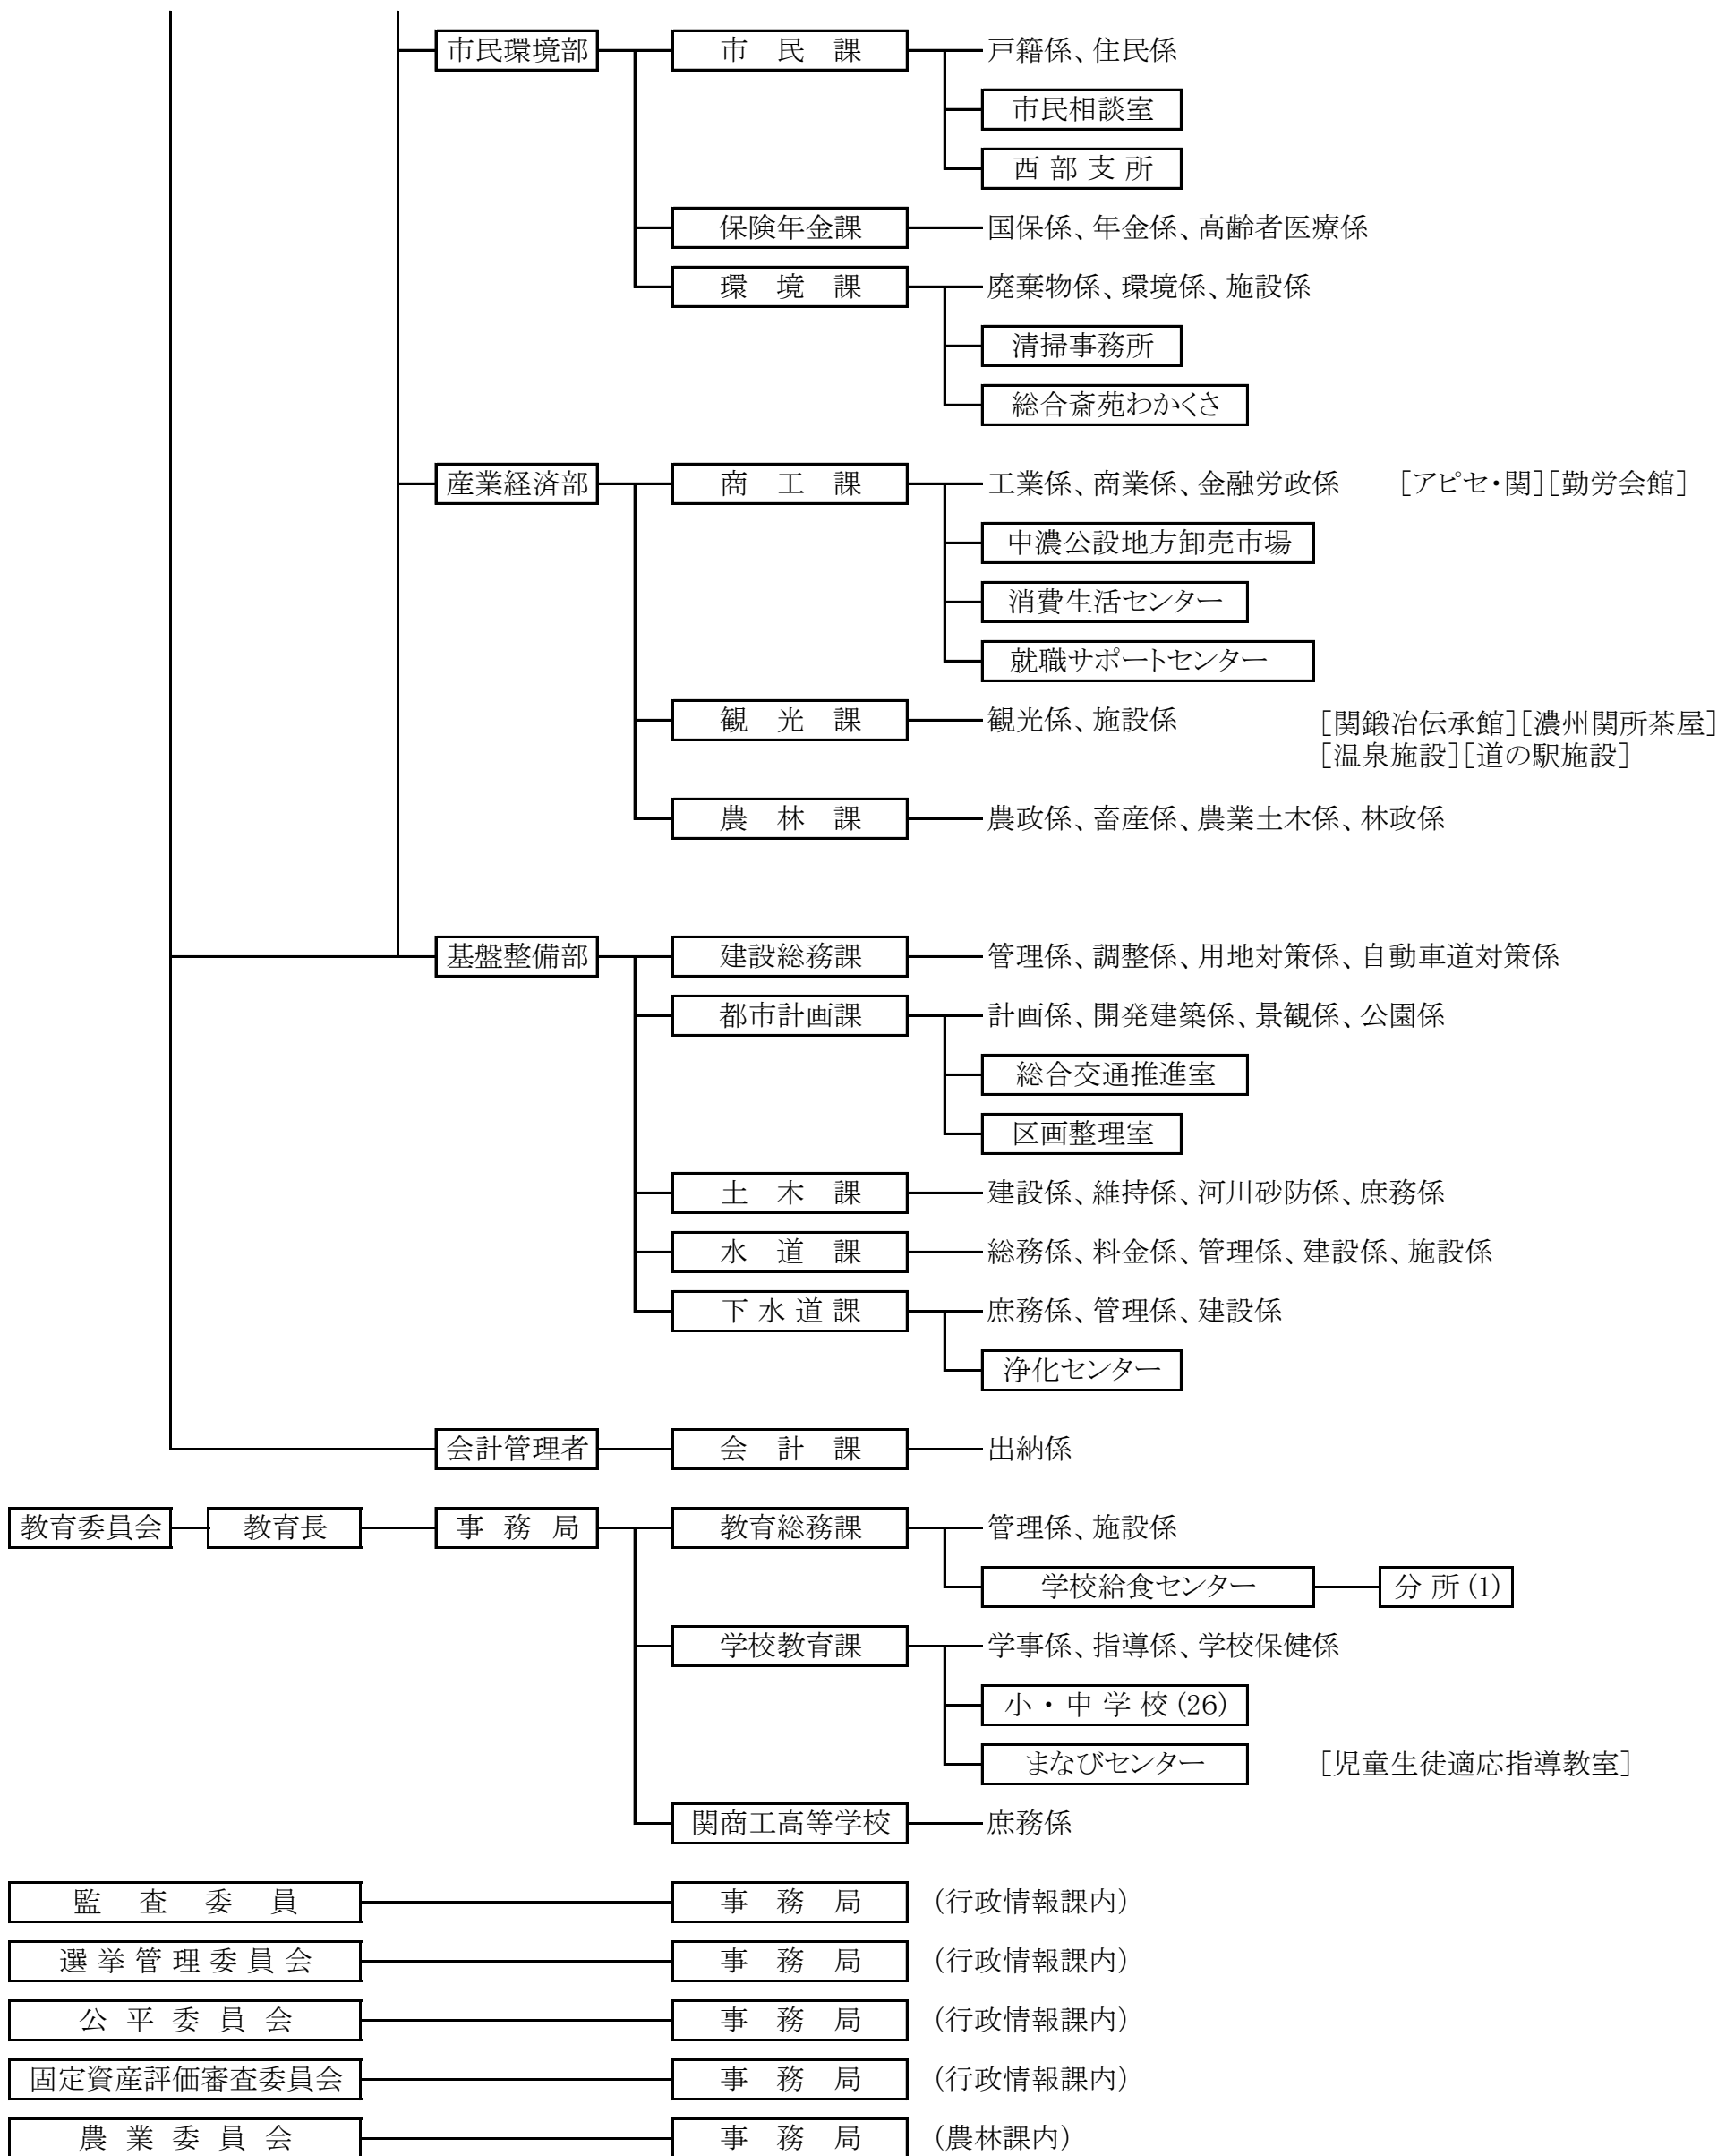 市民環境部 市民課 戸籍係、住民係
市民相談室
西部支所
保険年金課 国保係、年金係、高齢者医療係
環境課 廃棄物係、環境係、施設係
清掃事務所
総合斎苑わかくさ
産業経済部 商工課 工業係、商業係、金融労政係 [アピセ・関][勤労会館]
中濃公設地方卸売市場
消費生活センター
就職サポートセンター
観光課 観光係、施設係 [関鍛冶伝承館][濃州関所茶屋]
[温泉施設][道の駅施設]
農林課 農政係、畜産係、農業土木係、林政係
基盤整備部 建設総務課 管理係、調整係、用地対策係、自動車道対策係
都市計画課 計画係、開発建築係、景観係、公園係
総合交通推進室
区画整理室
土木課 建設係、維持係、河川砂防係、庶務係
水道課 総務係、料金係、管理係、建設係、施設係
下水道課 庶務係、管理係、建設係
浄化センター
会計管理者 会計課 出納係
教育委員会 教育長 事務局 教育総務課 管理係、施設係
学校給食センター 分所(1)
学校教育課 学事係、指導係、学校保健係
小・中学校(26)
まなびセンター [児童生徒適応指導教室]
関商工高等学校 庶務係
監査委員 事務局 (行政情報課内)
選挙管理委員会 事務局 (行政情報課内)
公平委員会 事務局 (行政情報課内)
固定資産評価審査委員会 事務局 (行政情報課内)
農業委員会 事務局 (農林課内)